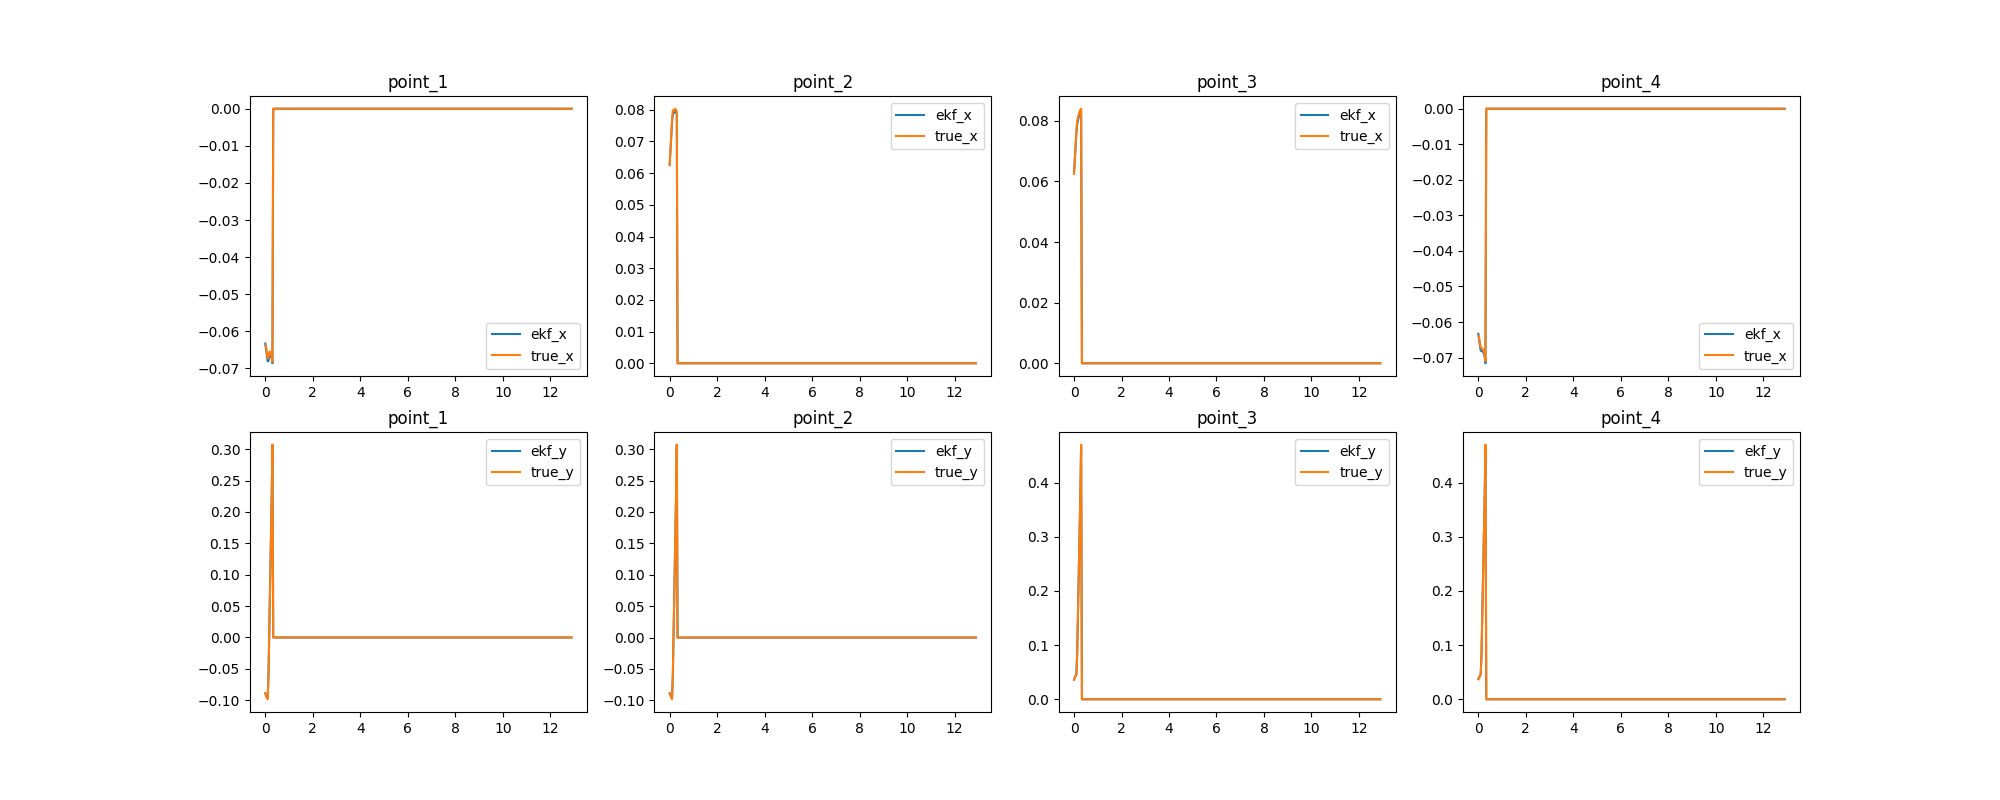 point_1 point_2 point_3 point_4
0.00 0.08 ekf_x ekf_x 0.00
−0.01 0.07 true_x 0.08 true_x −0.01
−0.02 0.06 0.06 −0.02
−0.03 0.05 −0.03
−0.04 0.04 0.04 −0.04
−0.05 0.03 −0.05
−0.06 ekf_x 0.02 0.02 −0.06 ekf_x
−0.07 true_x 0.01 −0.07 true_x
0.00 0.00
0 2 4 6 8 10 12 0 2 4 6 8 10 12 0 2 4 6 8 10 12 0 2 4 6 8 10 12
point_1 point_2 point_3 point_4
0.30 ekf_y 0.30 ekf_y ekf_y ekf_y
0.25 true_y 0.25 true_y 0.4 true_y 0.4 true_y
0.20 0.20
0.15 0.15 0.3 0.3
0.10 0.10 0.2 0.2
0.05 0.05
0.00 0.00 0.1 0.1
−0.05 −0.05
−0.10 −0.10 0.0 0.0
0 2 4 6 8 10 12 0 2 4 6 8 10 12 0 2 4 6 8 10 12 0 2 4 6 8 10 12